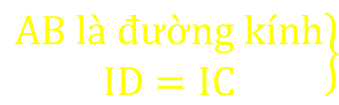 AB là đường kính}
ID = IC